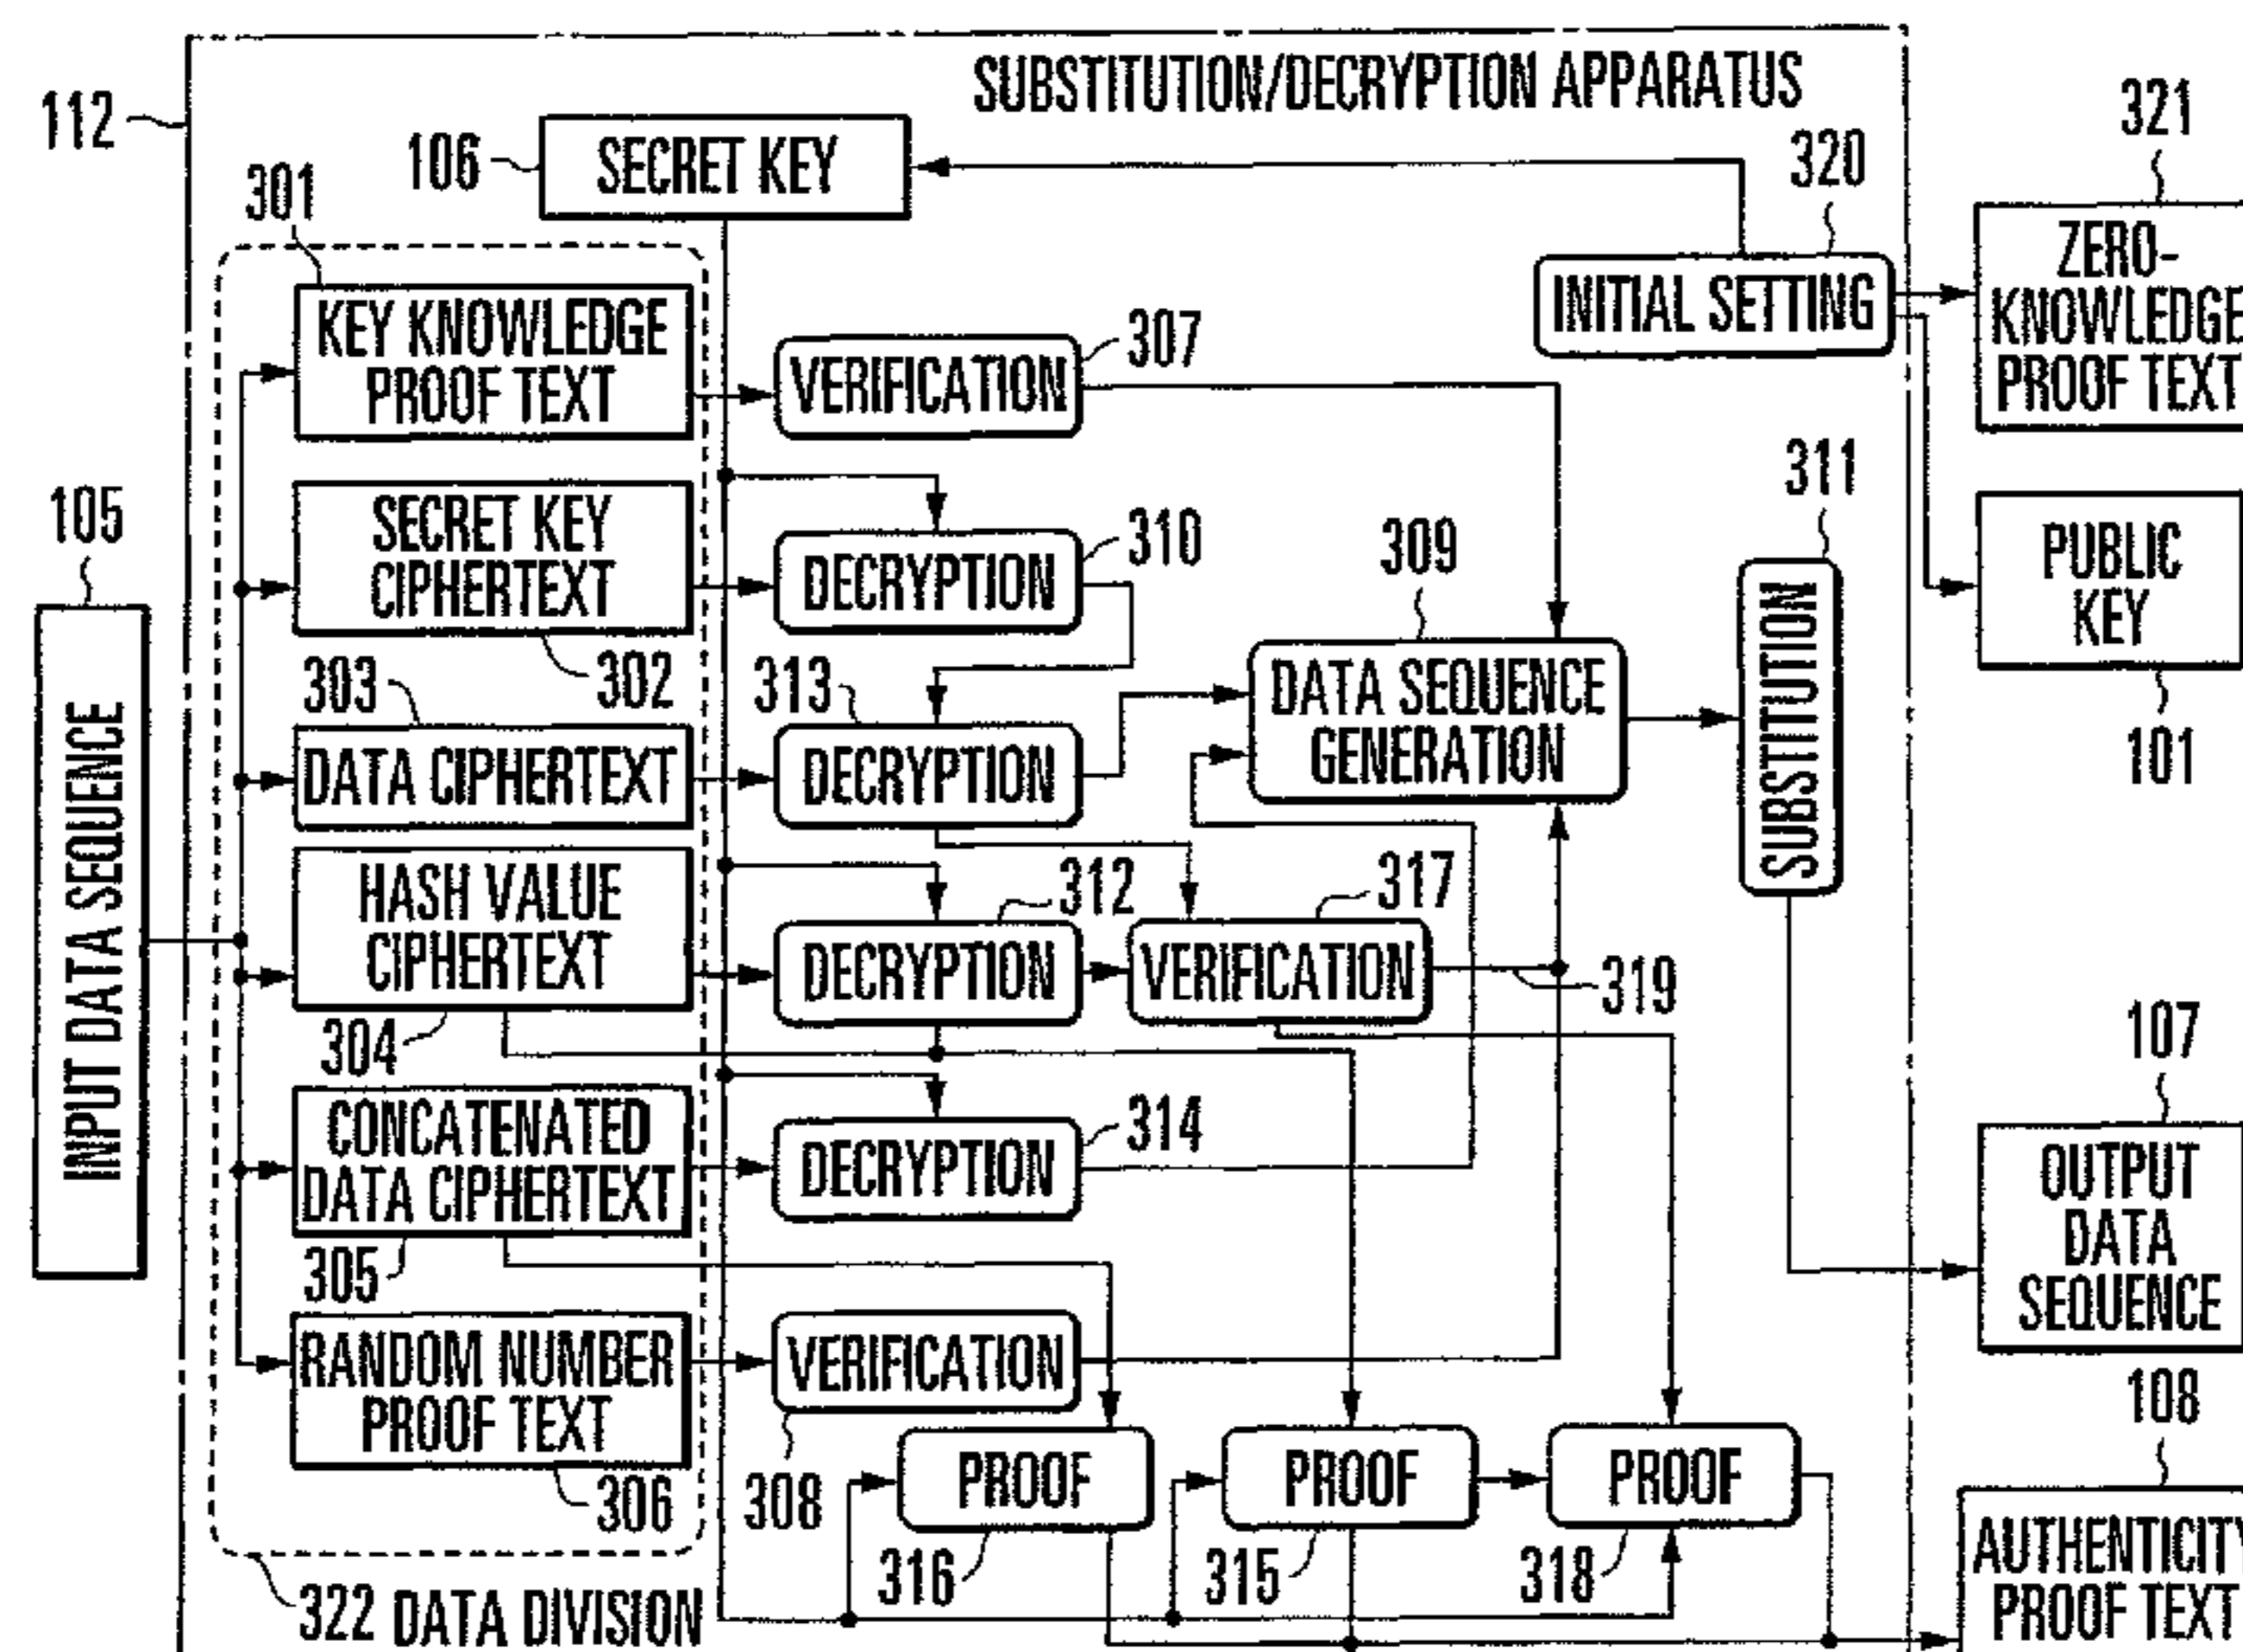 SUBSTITUTION/DECRYPTION APPARATUS
112
106
SECRET KEY
320
321
301
INITIAL SETTING
ZERO-
KNOWLEDGE
PROOF TEXT
KEY KNOWLEDGE
PROOF TEXT
VERIFICATION
307
311
PUBLIC
KEY
101
105
INPUT DATA SEQUENCE
SECRET KEY
CIPHERTEXT
302
DECRYPTION
310
309
SUBSTITUTION
303
DATA CIPHERTEXT
313
DECRYPTION
DATA SEQUENCE
GENERATION
HASH VALUE
CIPHERTEXT
304
312
DECRYPTION
317
VERIFICATION
319
CONCATENATED
DATA CIPHERTEXT
305
DECRYPTION
314
107
OUTPUT
DATA
SEQUENCE
RANDOM NUMBER
PROOF TEXT
306
VERIFICATION
308
PROOF
316
PROOF
315
PROOF
318
108
AUTHENTICITY
PROOF TEXT
322 DATA DIVISION